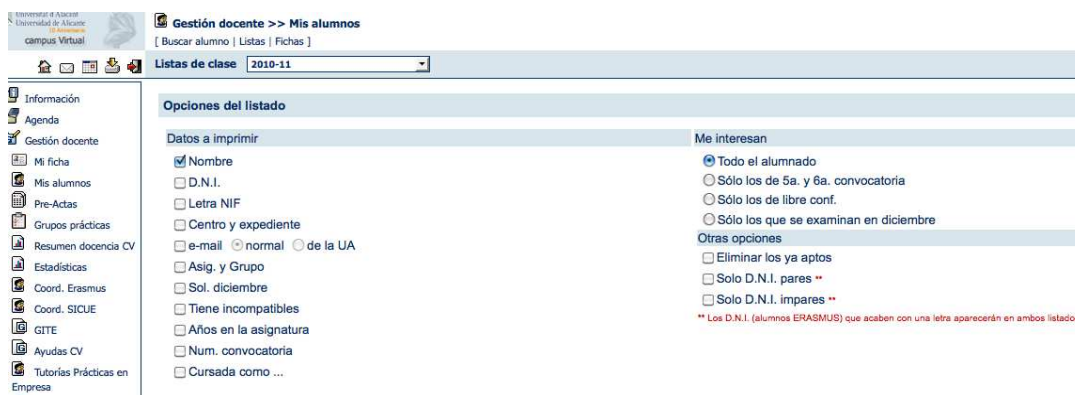 Universitat d'Alacant
Universidad de Alicante
campus Virtual
Gestión docente >> Mis alumnos
[ Buscar alumno | Listas | Fichas ]
Listas de clase 2010-11
Información
Agenda
Gestión docente
Mi ficha
Mis alumnos
Pre-Actas
Grupos prácticas
Resumen docencia CV
Estadísticas
Coord. Erasmus
Coord. SICUE
GITE
Ayudas CV
Tutorías Prácticas en
Empresa
Opciones del listado
Datos a imprimir
Nombre
D.N.I.
Letra NIF
Centro y expediente
e-mail normal de la UA
Asig. y Grupo
Sol. diciembre
Tiene incompatibles
Años en la asignatura
Num. convocatoria
Cursada como ...
Me interesan
Todo el alumnado
Sólo los de 5a. y 6a. convocatoria
Sólo los de libre conf.
Sólo los que se examinan en diciembre
Otras opciones
Eliminar los ya aptos
Solo D.N.I. pares **
Solo D.N.I. impares **
** Los D.N.I. (alumnos ERASMUS) que acaben con una letra aparecerán en ambos listado